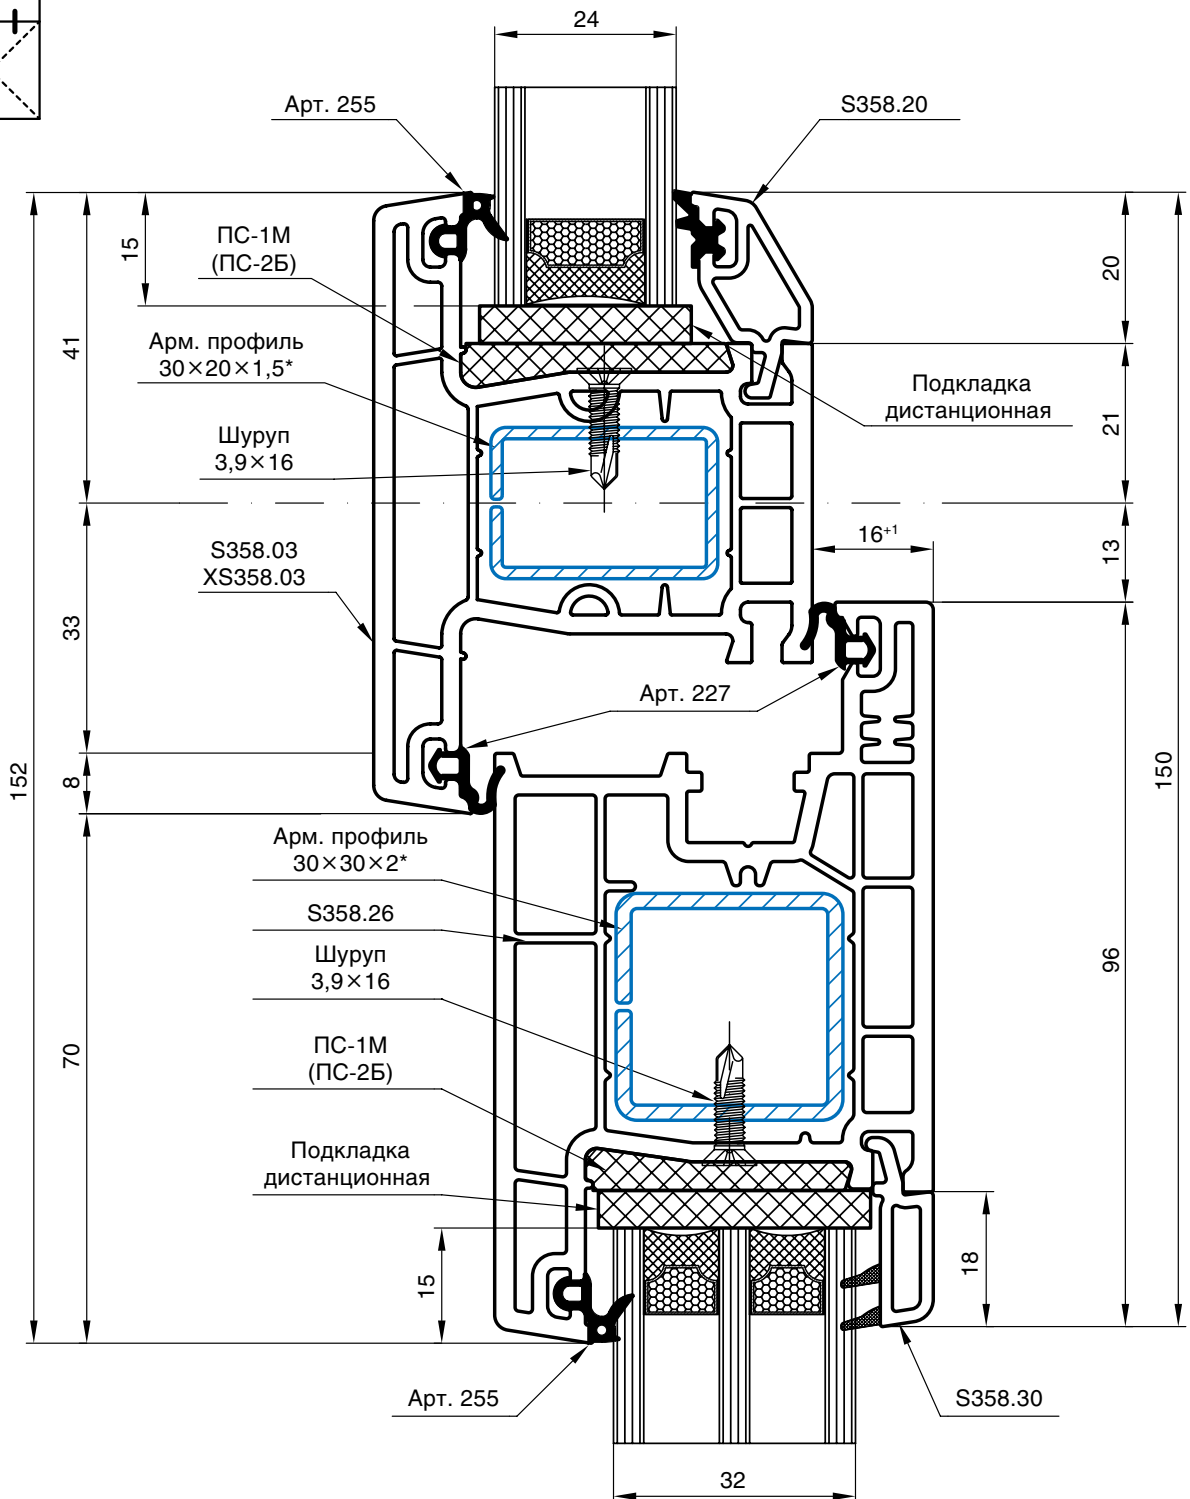 24
Арт. 255
S358.20
15
ПС-1М
(ПС-2Б)
20
41
Арм. профиль
30×20×1,5*
Подкладка
дистанционная
21
Шуруп
3,9×16
16+1
13
S358.03
XS358.03
33
Арт. 227
152
8
150
Арм. профиль
30×30×2*
S358.26
Шуруп
3,9×16
96
ПС-1М
(ПС-2Б)
70
Подкладка
дистанционная
15
18
Арт. 255
S358.30
32